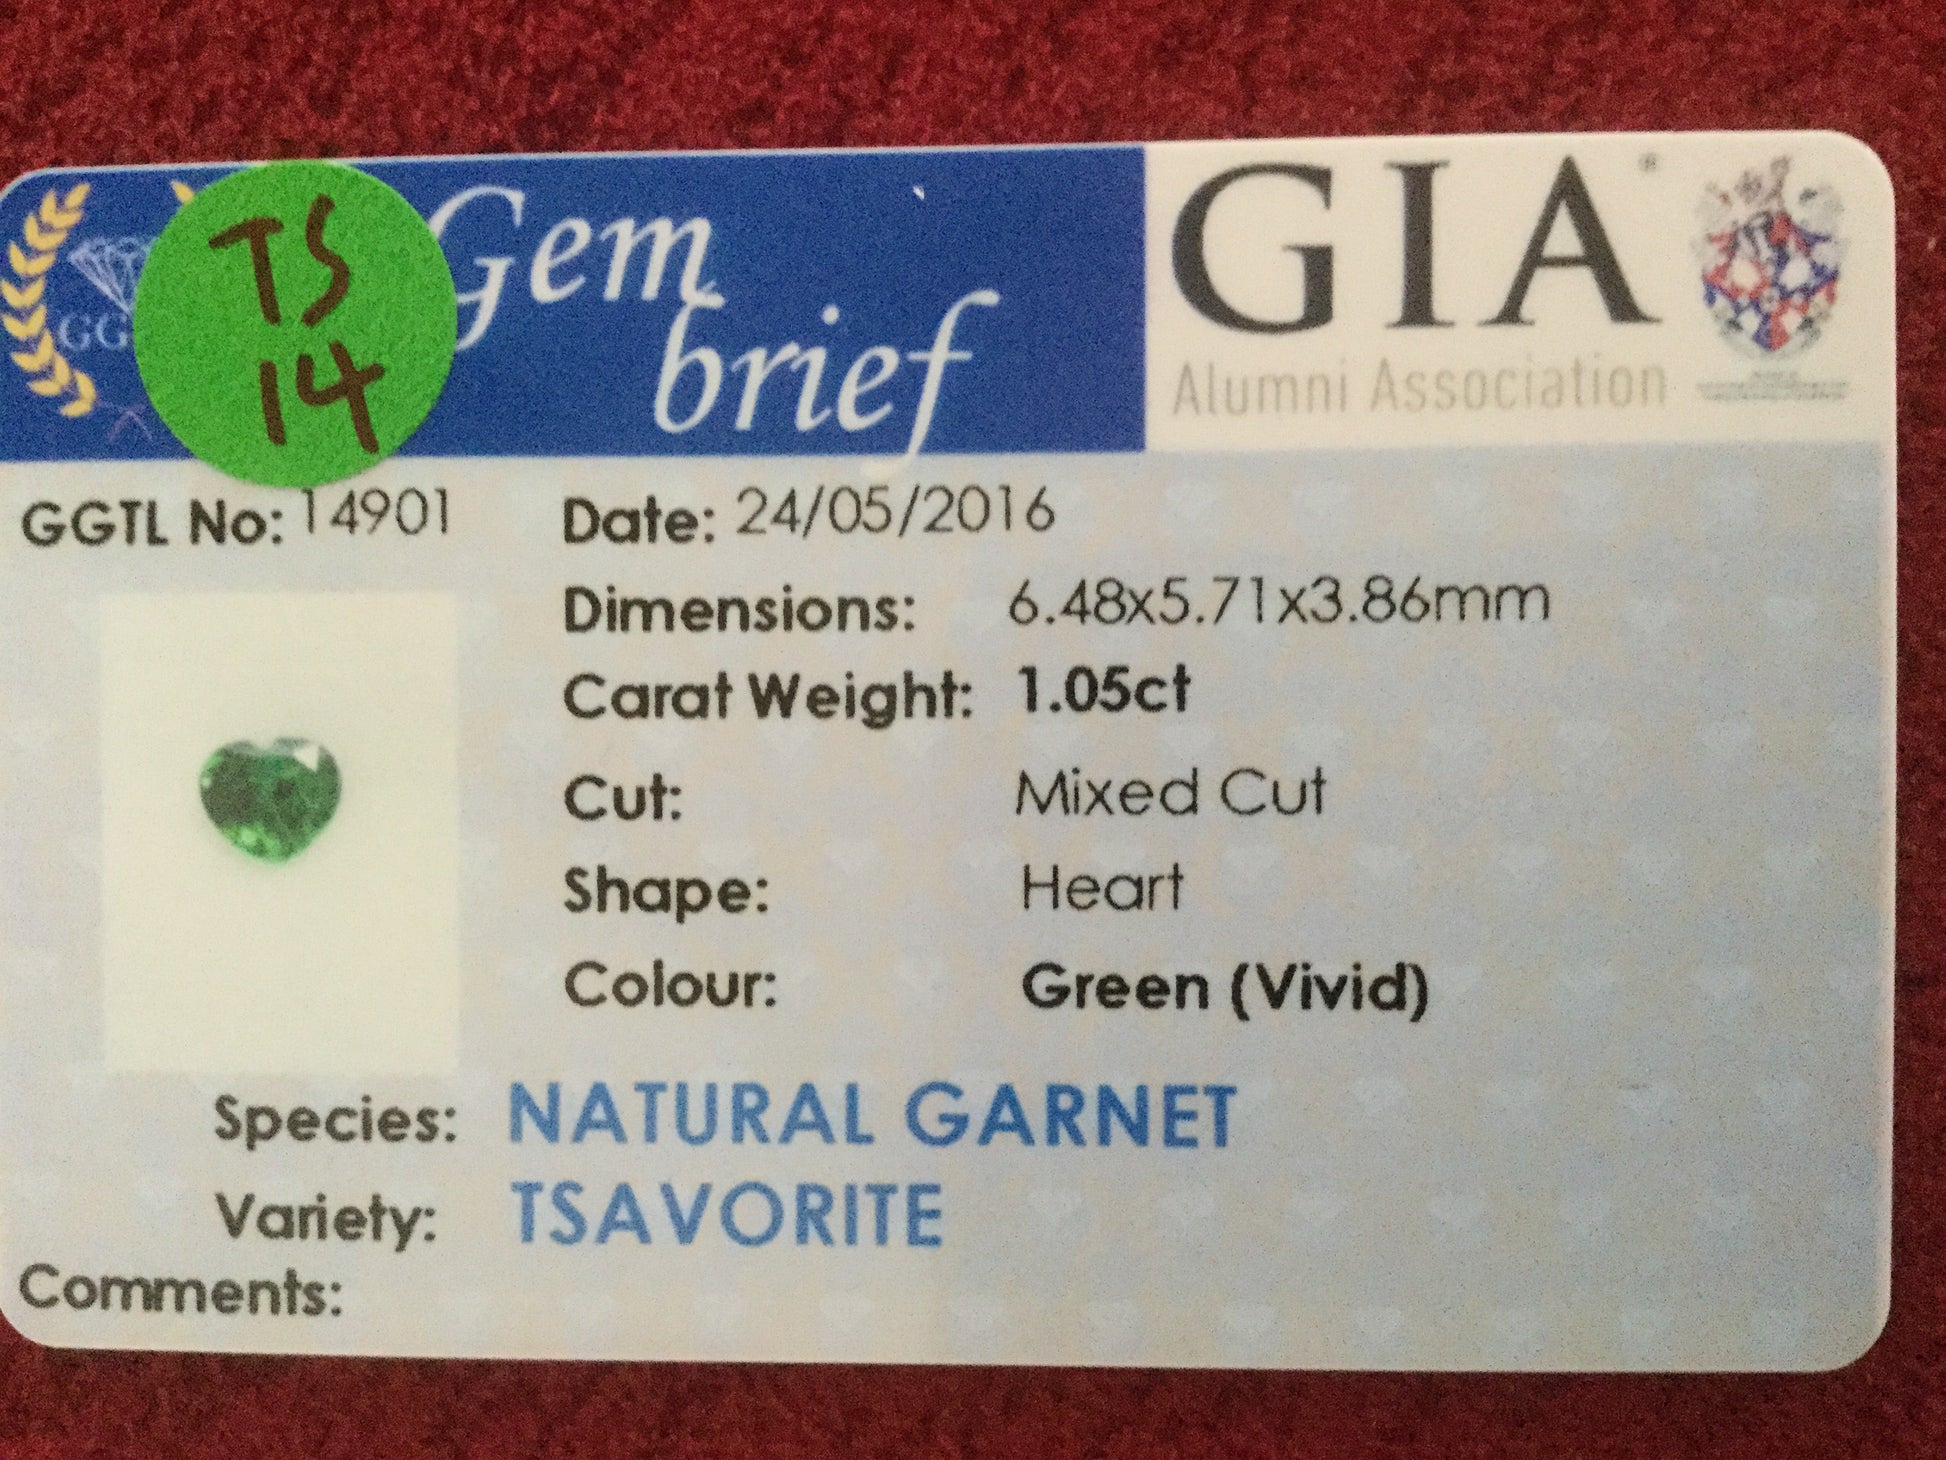 TS
14
GG
Gem
brief
GIA®
Alumni Association
GGTL No: 14901
Date: 24/05/2016
Dimensions: 6.48x5.71x3.86mm
Carat Weight: 1.05ct
Cut: Mixed Cut
Shape: Heart
Colour: Green (Vivid)
Species: NATURAL GARNET
Variety: TSAVORITE
Comments: